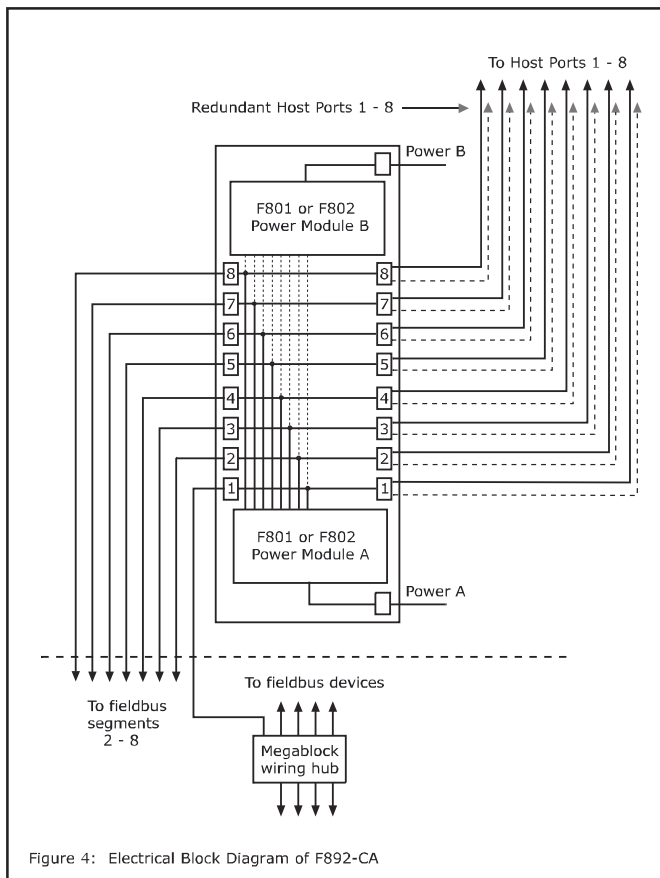 To Host Ports 1 - 8
Redundant Host Ports 1 - 8
Power B
F801 or F802
Power Module B
8 8
7 7
6 6
5 5
4 4
3 3
2 2
1 1
F801 or F802
Power Module A
Power A
To fieldbus
segments
2 - 8
To fieldbus devices
Megablock
wiring hub
Figure 4: Electrical Block Diagram of F892-CA